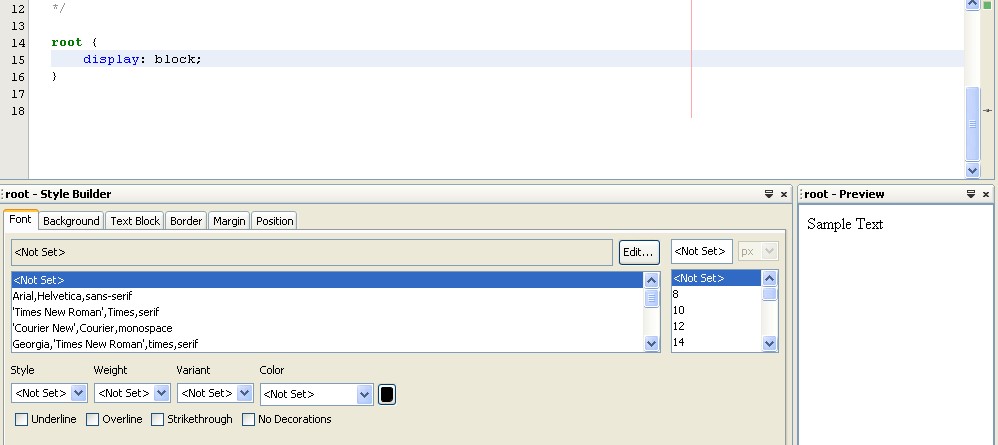 12 */
13
14 root {
15 display: block;
16 }
17
18
root - Style Builder
Font Background Text Block Border Margin Position
<Not Set> Edit... <Not Set> px
<Not Set>
Arial,Helvetica,sans-serif
'Times New Roman',Times,serif
'Courier New',Courier,monospace
Georgia,'Times New Roman',times,serif
<Not Set>
8
10
12
14
Style Weight Variant Color
<Not Set> <Not Set> <Not Set> <Not Set>
Underline Overline Strikethrough No Decorations
root - Preview
Sample Text